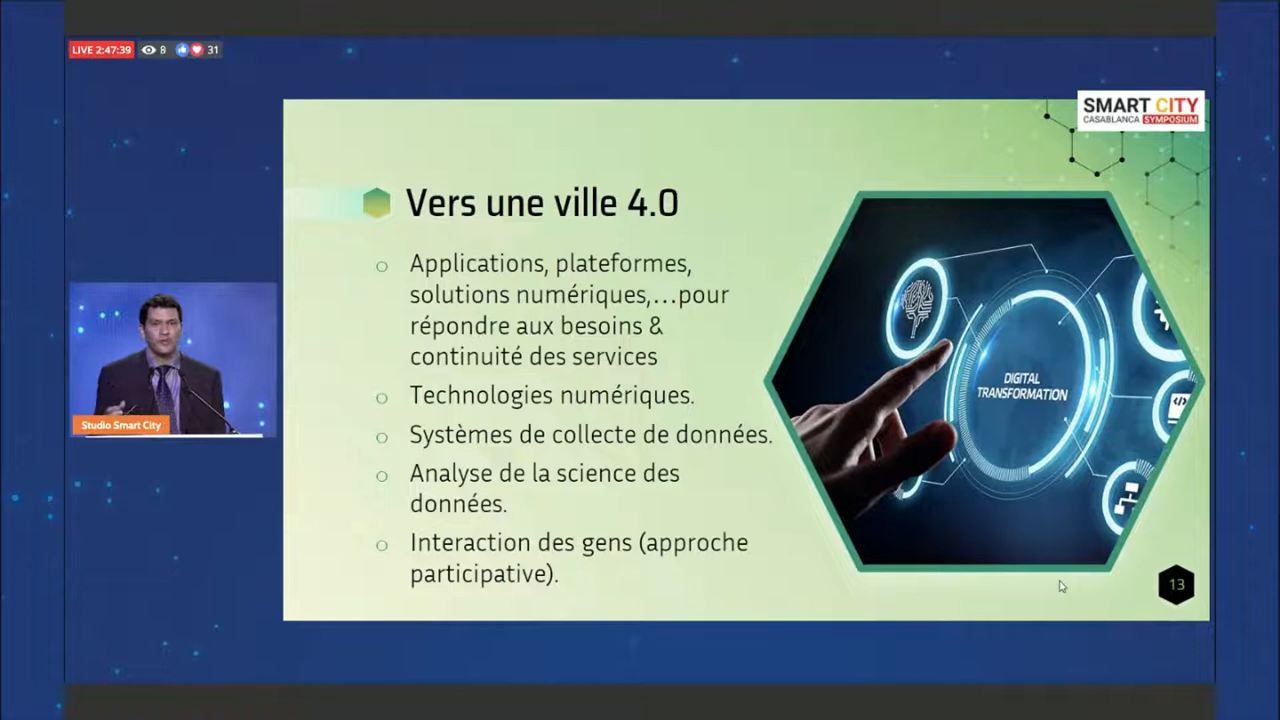 LIVE 2:47:39 8 31
SMART CITY
CASABLANCA SYMPOSIUM
Vers une ville 4.0
Applications, plateformes,
solutions numériques,...pour
répondre aux besoins &
continuité des services
Technologies numériques.
Systèmes de collecte de données.
Analyse de la science des
données.
Interaction des gens (approche
participative).
DIGITAL
TRANSFORMATION
</>
Studio Smart City
13